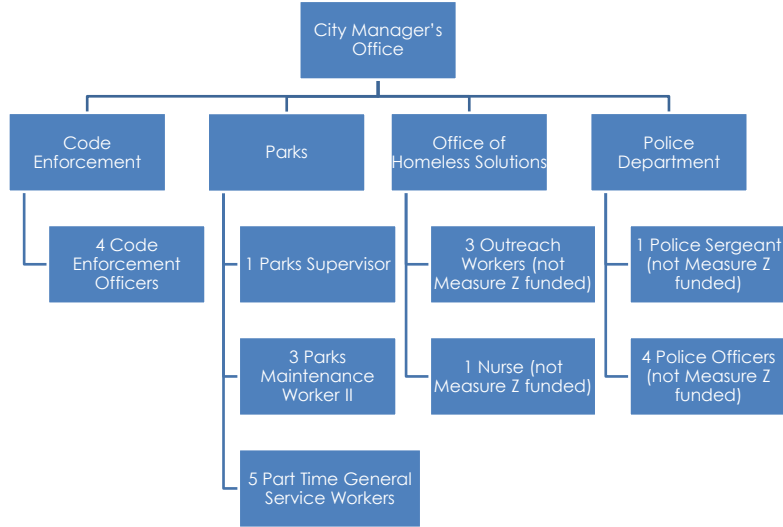 City Manager’s
Office
Code
Enforcement
Parks
Office of
Homeless Solutions
Police
Department
4 Code
Enforcement
Officers
1 Parks Supervisor
3 Outreach
Workers (not
Measure Z funded)
1 Police Sergeant
(not Measure Z
funded)
3 Parks
Maintenance
Worker II
1 Nurse (not
Measure Z funded)
4 Police Officers
(not Measure Z
funded)
5 Part Time General
Service Workers